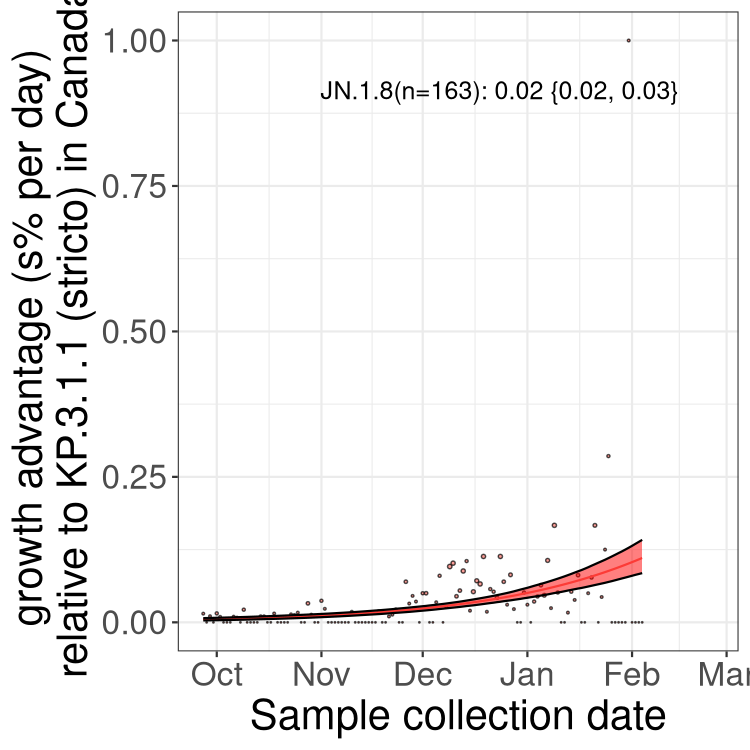 growth advantage (s% per day)
relative to KP.3.1.1 (stricto) in Canada
1.00
0.75
0.50
0.25
0.00
JN.1.8(n=163): 0.02 {0.02, 0.03}
Oct Nov Dec Jan Feb Mar
Sample collection date